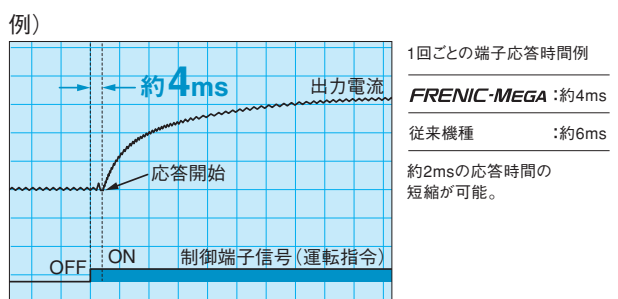 例）
約4ms
出力電流
応答開始
OFF
ON
制御端子信号（運転指令）
1回ごとの端子応答時間例
FRENIC-MEGA：約4ms
従来機種　：約6ms
約2msの応答時間の
短縮が可能。